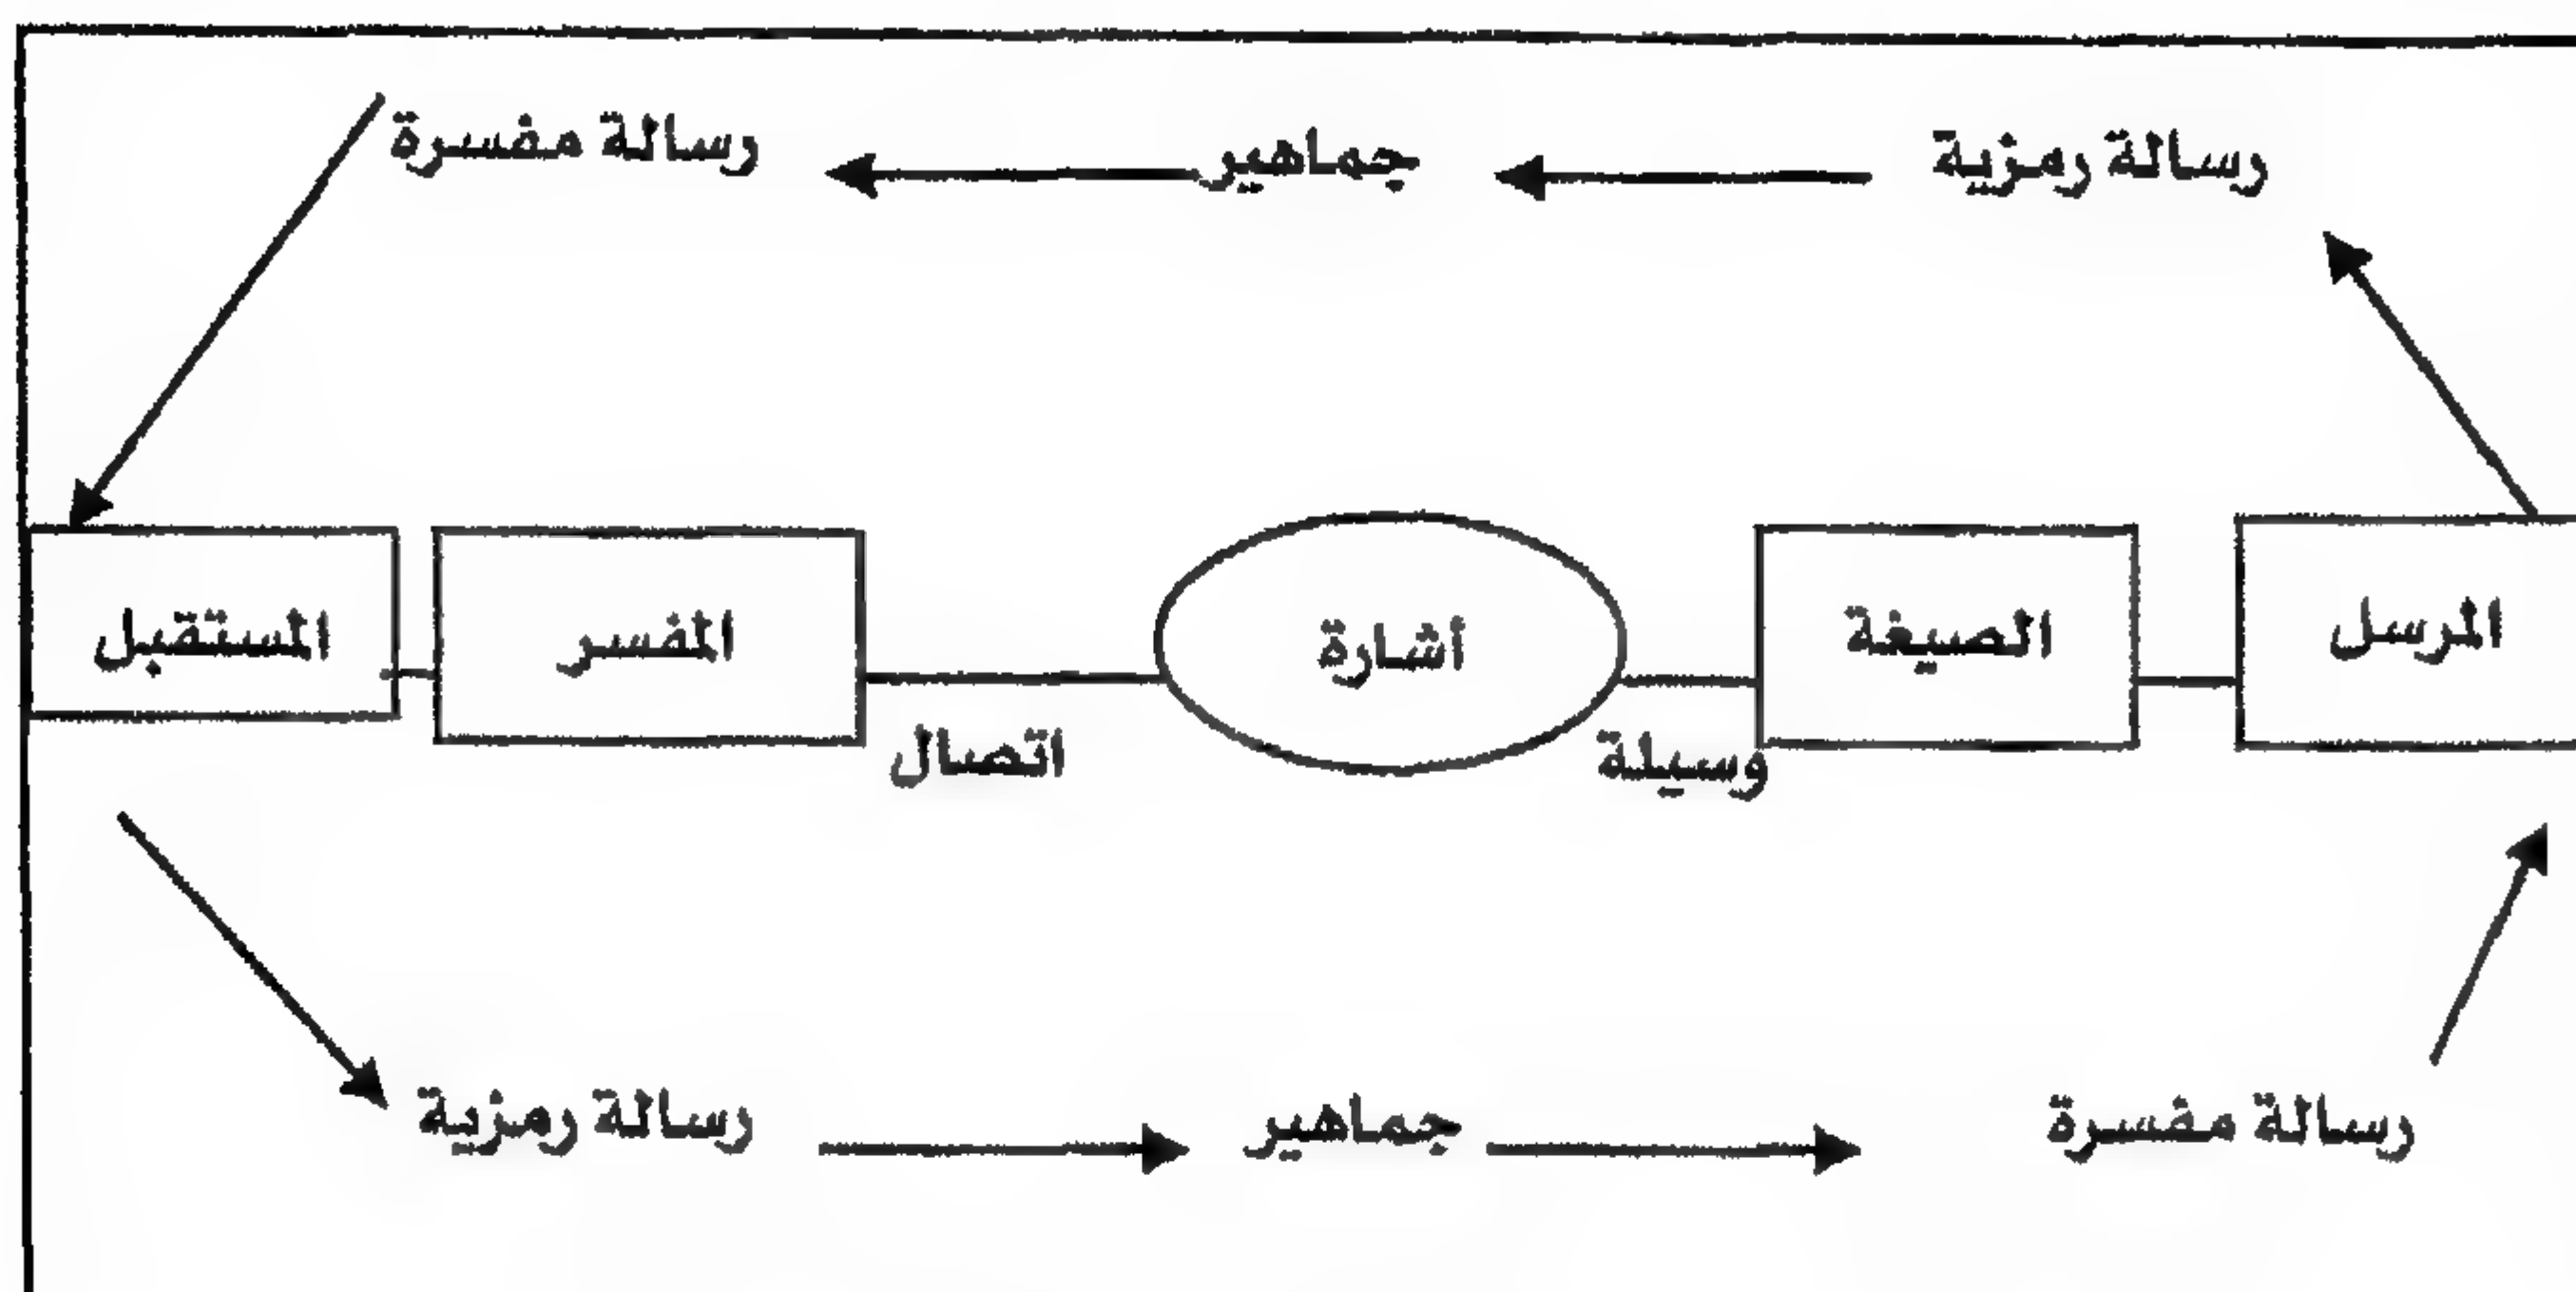 رسالة رمزية جماهير رسالة مفسرة
المرسل الصيغة أشارة المفسر المستقبل
وسيلة اتصال
رسالة مفسرة جماهير رسالة رمزية